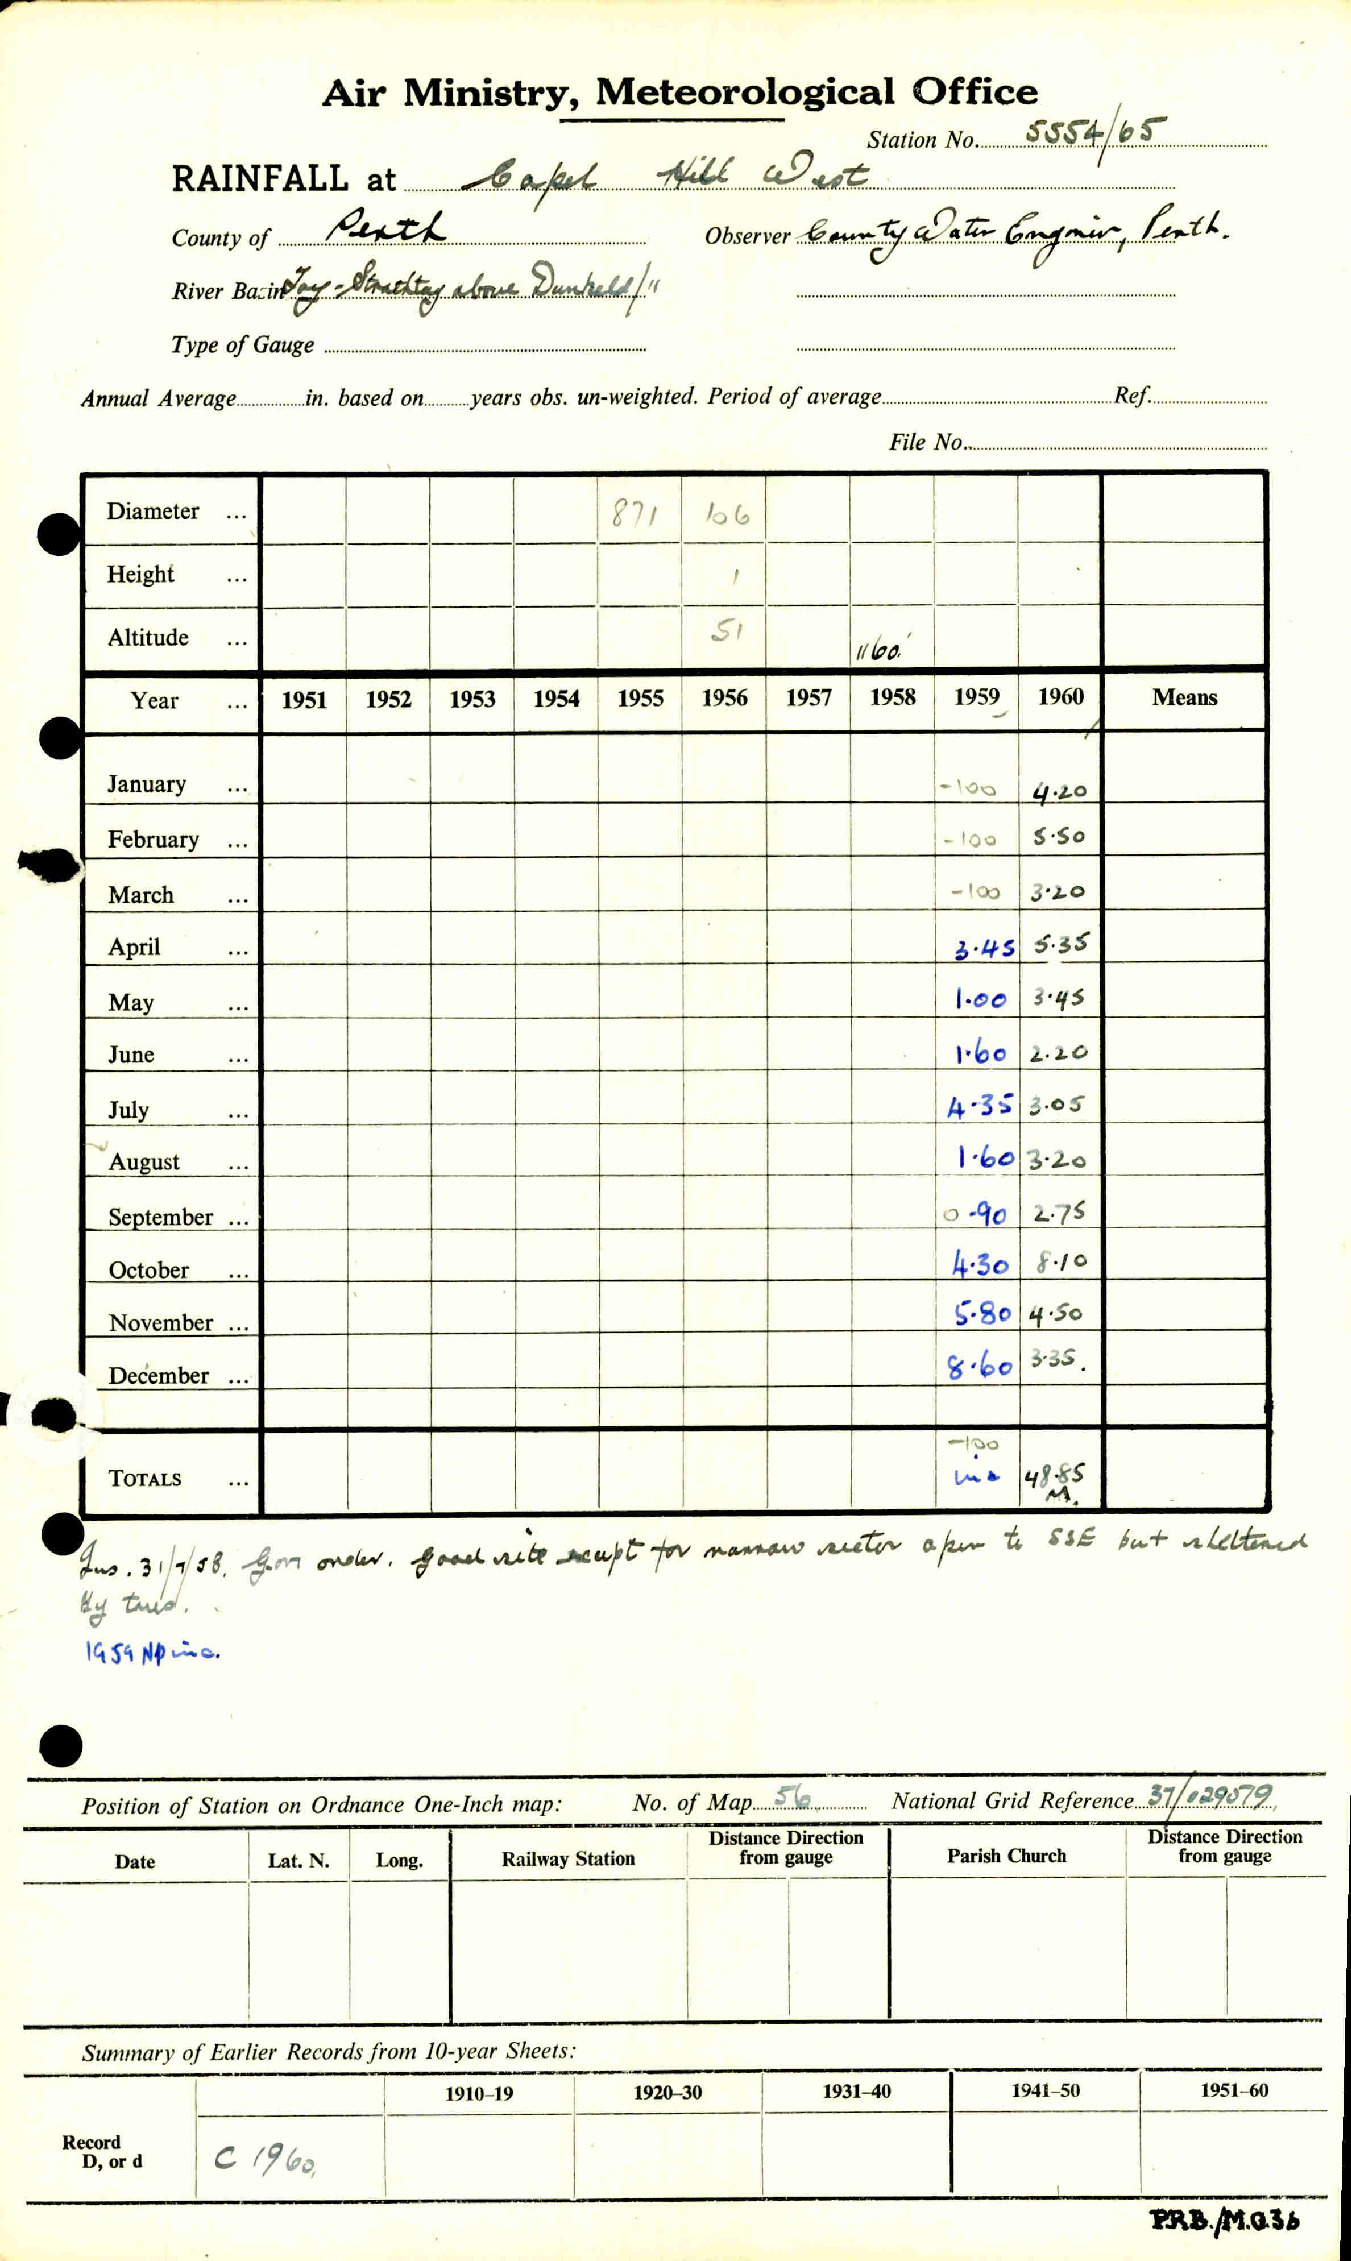 Air Ministry, Meteorological Office
Station No. 5554/65
RAINFALL at Capel Hill West
County of Perth Observer County Water Engineer, Perth.
River Basin Tay-Strathtay above Dunkeld/"
Type of Gauge
Annual Average in. based on years obs. un-weighted. Period of average Ref.
File No.
Diameter ... 871 106
Height ... 1
Altitude ... 51 1160'
Year ... 1951 1952 1953 1954 1955 1956 1957 1958 1959 1960 Means
January ... -100 4.20
February ... -100 5.50
March ... -100 3.20
April ... 3.45 5.35
May ... 1.00 3.45
June ... 1.60 2.20
July ... 4.35 3.05
August ... 1.60 3.20
September ... 0.90 2.75
October ... 4.30 8.10
November ... 5.80 4.50
December ... 8.60 3.35.
-100
TOTALS ... inc 48.85
M.
Ins. 31/7/58. order. Good site except for narrow sector open to SSE but sheltered
by trees.
1959 NP inc.
Position of Station on Ordnance One-Inch map: No. of Map 56 National Grid Reference 37/029079
Date Lat. N. Long. Railway Station Distance Direction from gauge Parish Church Distance Direction from gauge
Summary of Earlier Records from 10-year Sheets:
1910–19 1920–30 1931–40 1941–50 1951–60
Record
D, or d C 1960.
P.R.B./M.O.36